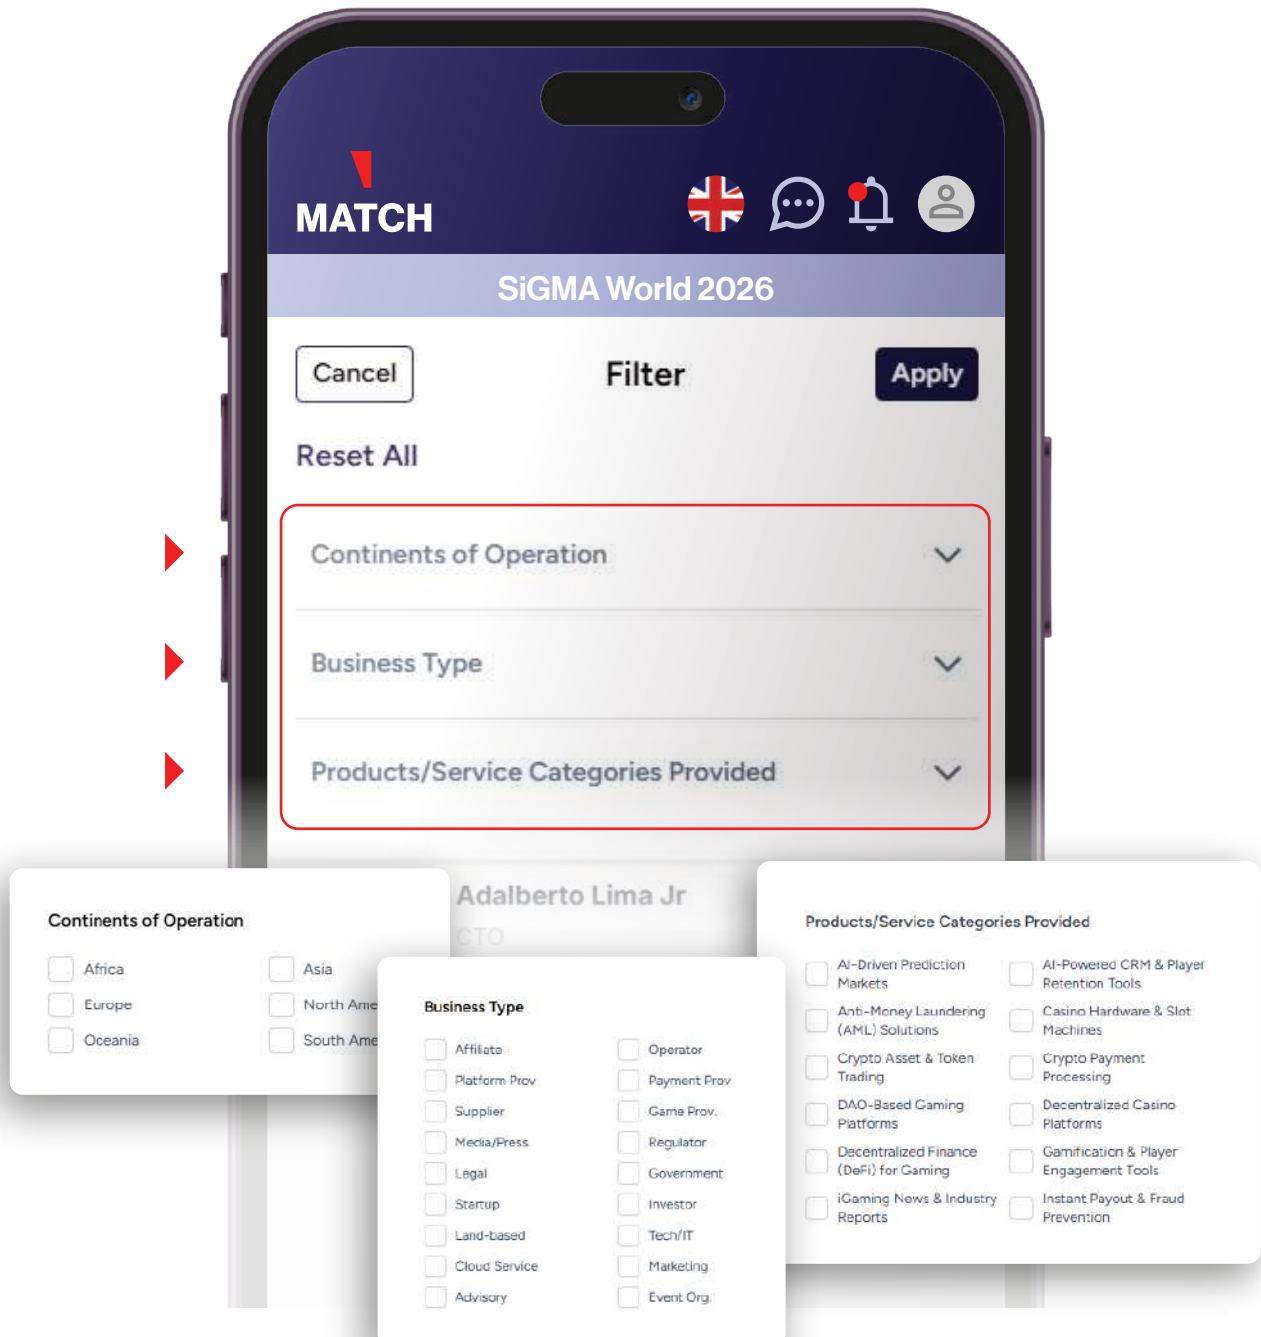 MATCH
SiGMA World 2026
Cancel
Filter
Apply
Reset All
Continents of Operation
Business Type
Products/Service Categories Provided
Adalberto Lima Jr
CTO
Continents of Operation
Africa
Asia
Europe
North Ame
Oceania
South Ame
Business Type
Affiliate
Operator
Platform Prov
Payment Prov
Supplier
Game Prov.
Media/Press
Regulator
Legal
Government
Startup
Investor
Land-based
Tech/IT
Cloud Service
Marketing
Advisory
Event Org.
Products/Service Categories Provided
AI-Driven Prediction
Markets
AI-Powered CRM & Player
Retention Tools
Anti-Money Laundering
(AML) Solutions
Casino Hardware & Slot
Machines
Crypto Asset & Token
Trading
Crypto Payment
Processing
DAO-Based Gaming
Platforms
Decentralized Casino
Platforms
Decentralized Finance
(DeFi) for Gaming
Gamification & Player
Engagement Tools
iGaming News & Industry
Reports
Instant Payout & Fraud
Prevention